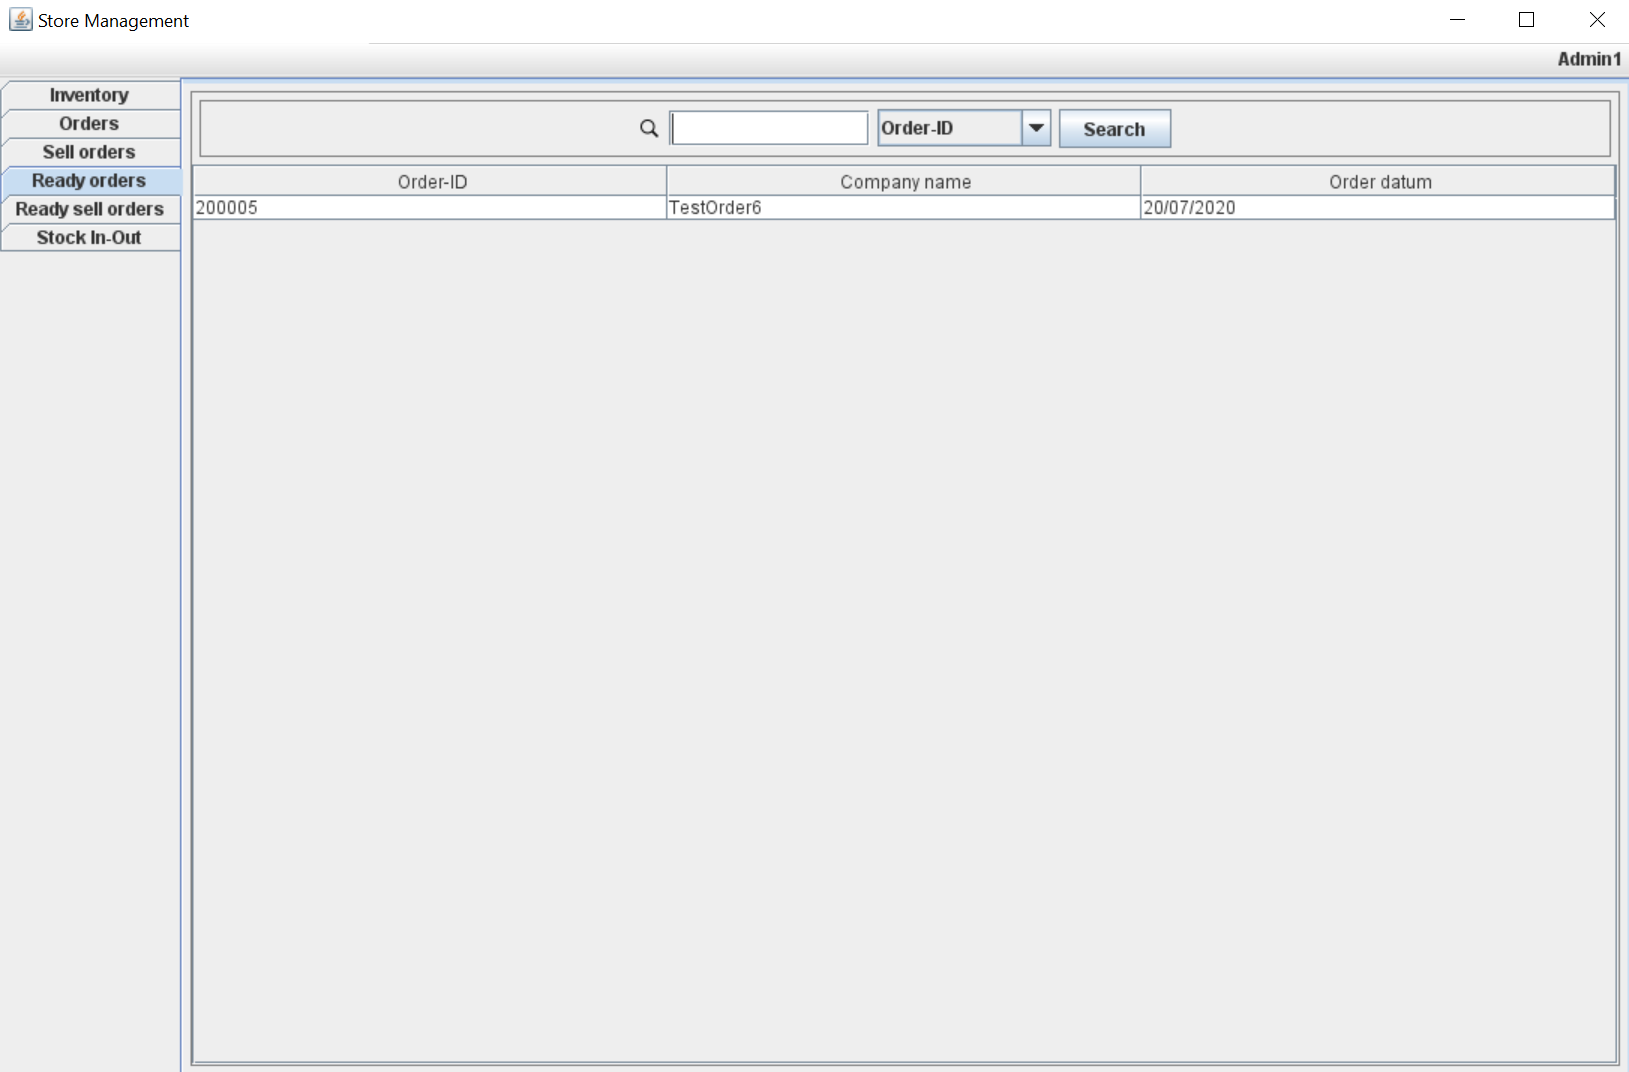 Store Management
Admin1
Inventory
Orders
Sell orders
Ready orders
Ready sell orders
Stock In-Out
Order-ID Search
Order-ID Company name Order datum
200005 TestOrder6 20/07/2020